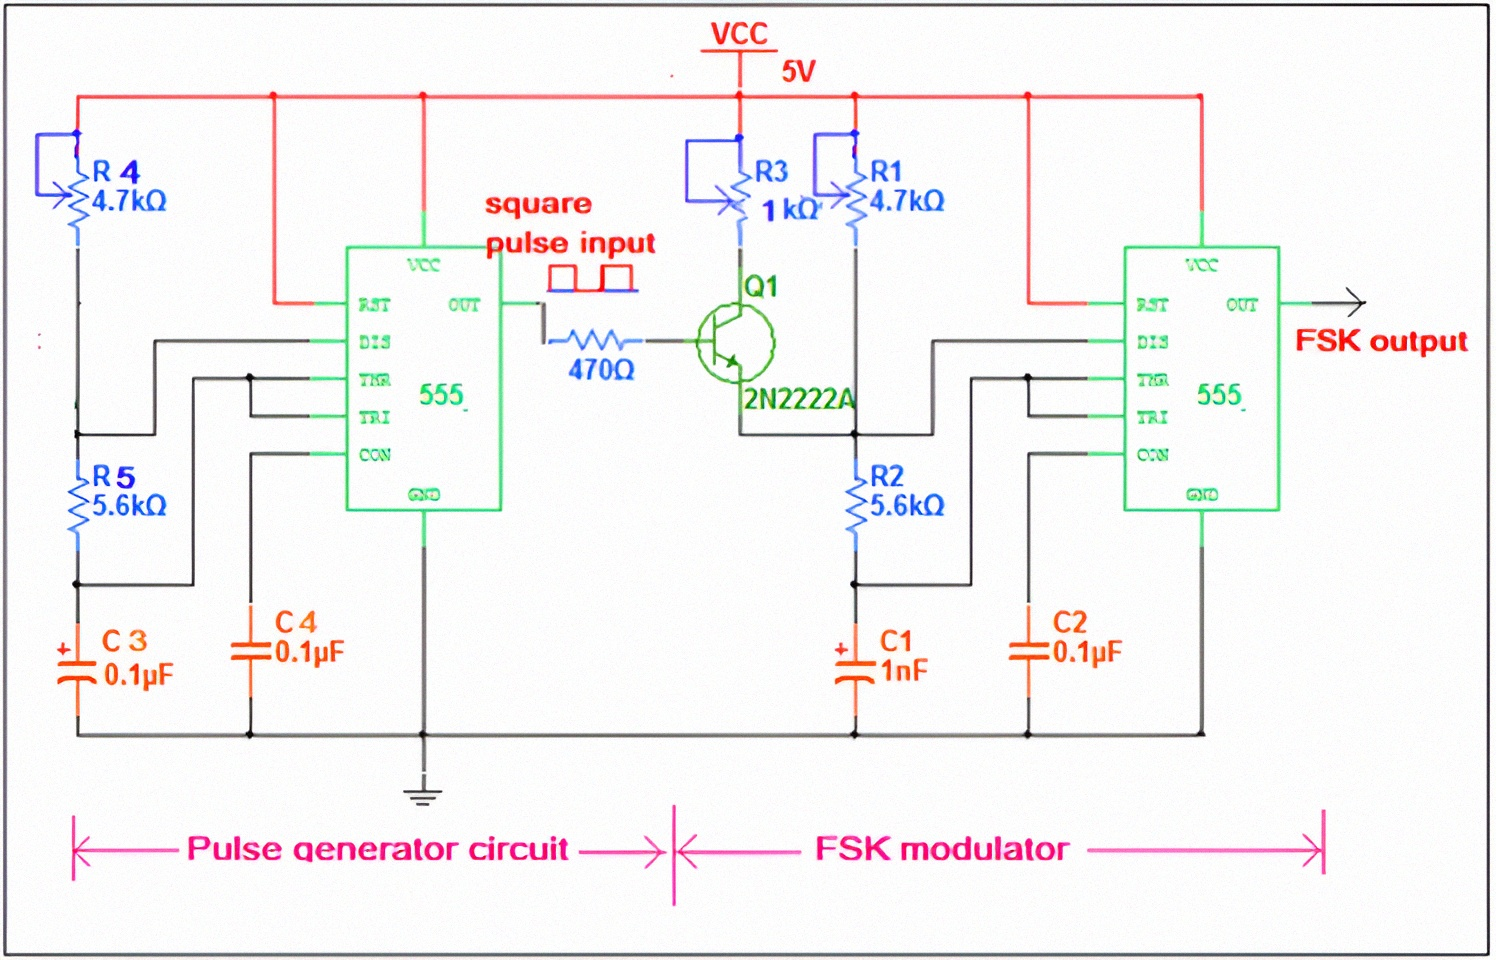 VCC
5V
R 4
4.7kΩ
square
pulse input
R3
1kΩ
R1
4.7kΩ
VCC
RST
OUT
DIS
THR
TRI
CON
GND
555
470Ω
Q1
2N2222A
VCC
RST
OUT
DIS
THR
TRI
CON
GND
555
FSK output
R 5
5.6kΩ
R2
5.6kΩ
C 3
0.1µF
C 4
0.1µF
C1
1nF
C2
0.1µF
+
+
Pulse generator circuit
FSK modulator